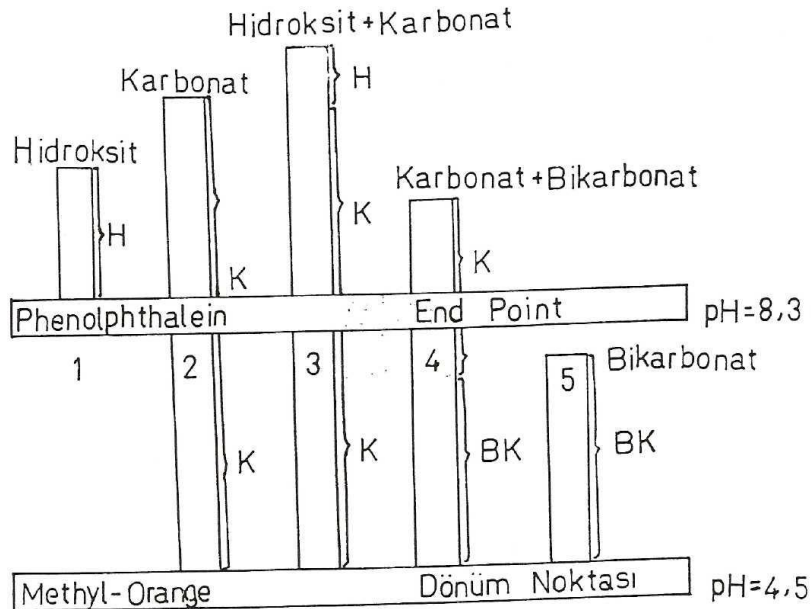 Hidroksit+Karbonat
Karbonat
H
Hidroksit
Karbonat+Bikarbonat
H
K
K
K
Phenolphthalein End Point pH=8,3
1 2 3 4 5 Bikarbonat
K K BK BK
Methyl-Orange Dönüm Noktası pH=4,5